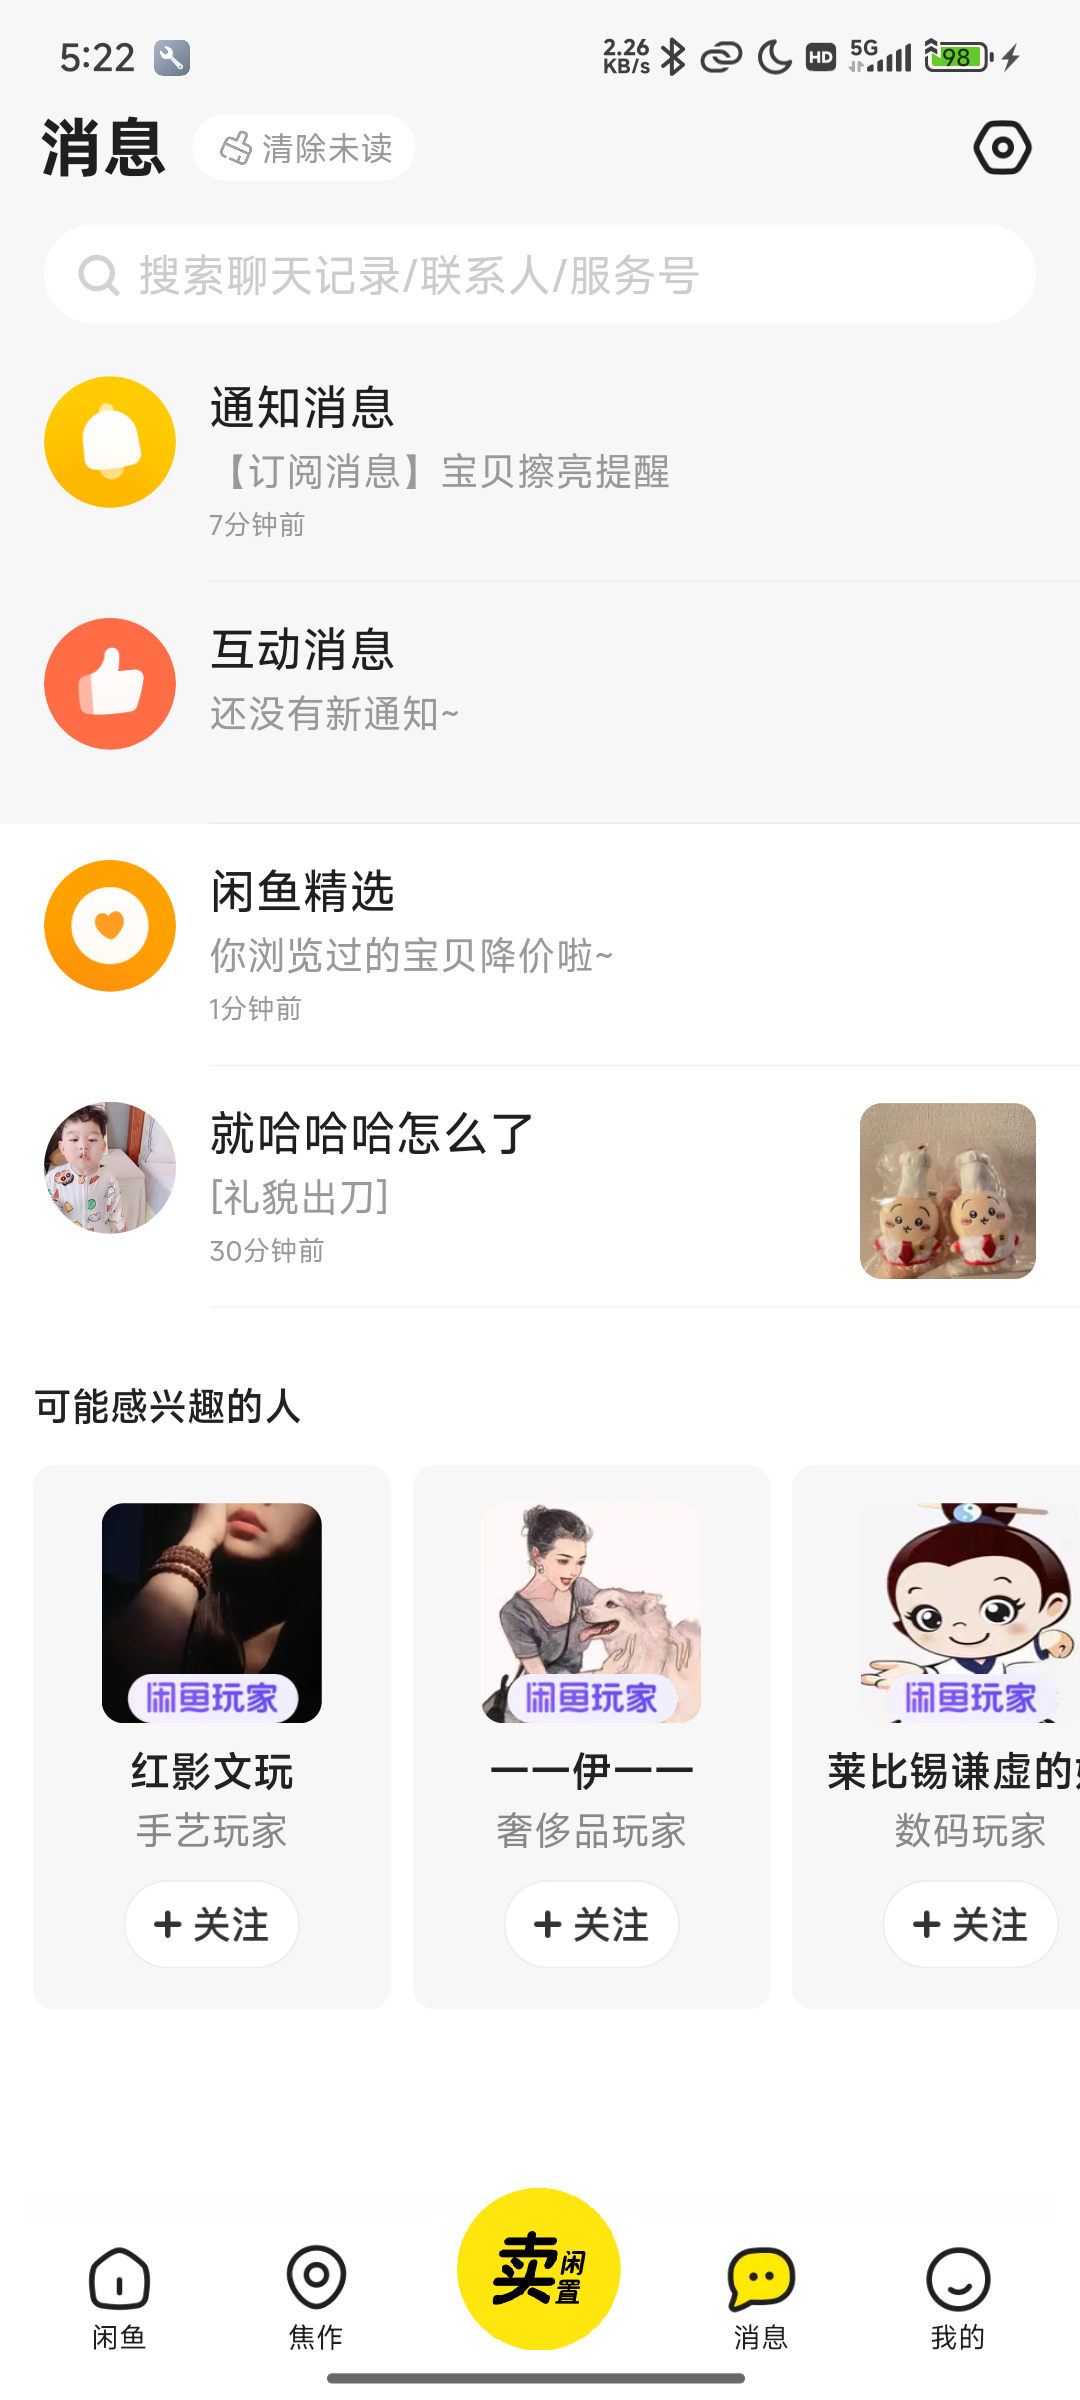 5:22
2.26 KB/s
HD
5G
98
消息
清除未读
搜索聊天记录/联系人/服务号
通知消息
【订阅消息】宝贝擦亮提醒
7分钟前
互动消息
还没有新通知~
闲鱼精选
你浏览过的宝贝降价啦~
1分钟前
就哈哈哈怎么了
[礼貌出刀]
30分钟前
可能感兴趣的人
闲鱼玩家
闲鱼玩家
闲鱼玩家
红影文玩
一一伊一一
莱比锡谦虚的
手艺玩家
奢侈品玩家
数码玩家
+ 关注
+ 关注
+ 关注
卖闲置
闲鱼
焦作
消息
我的